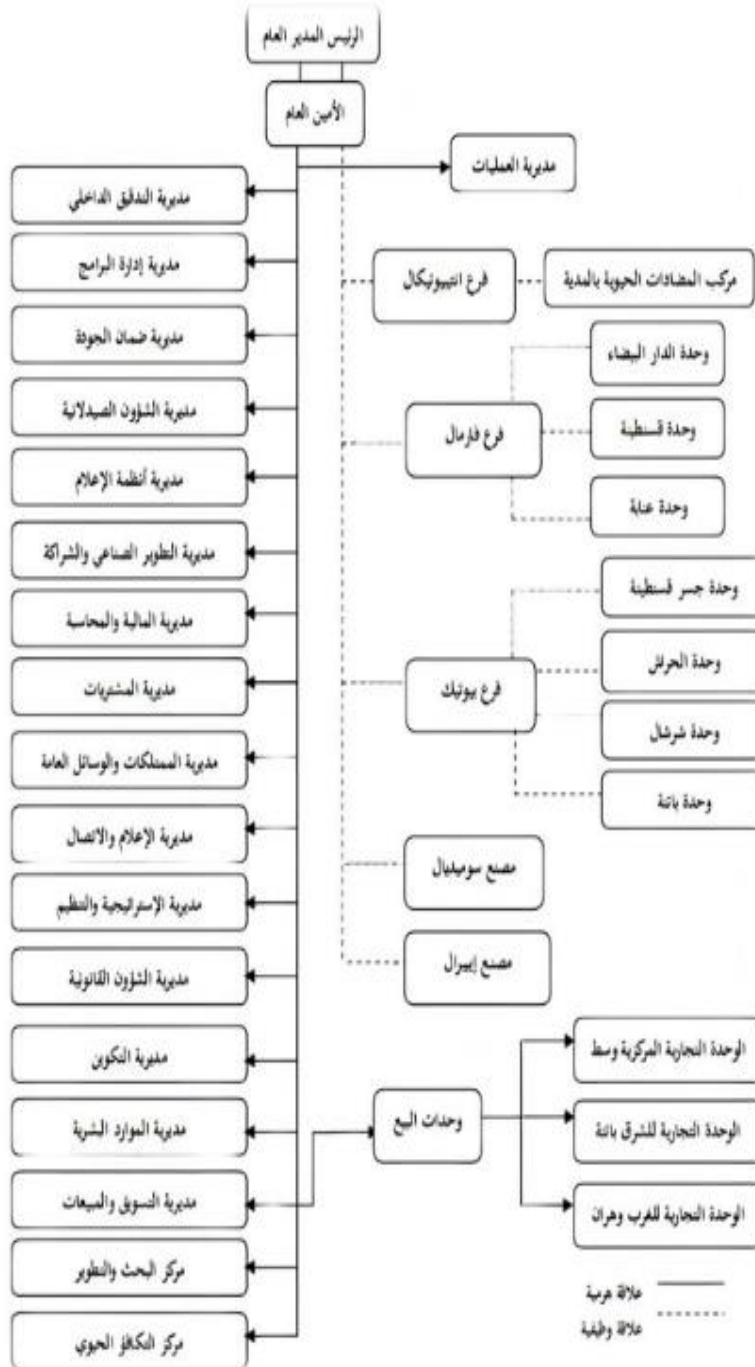 الرئيس المدير العام
الأمين العام
مديرية العمليات
مديرية التدقيق الداخلي
مديرية إدارة البرامج
مديرية ضمان الجودة
مديرية الشؤون الصيدلانية
مديرية أنظمة الإعلام
مديرية التطوير الصناعي والشراكة
مديرية المالية والمحاسبة
مديرية المشتريات
مديرية الممتلكات والوسائل العامة
مديرية الإعلام والاتصال
مديرية الإستراتيجية والتنظيم
مديرية الشؤون القانونية
مديرية التكوين
مديرية الموارد البشرية
مديرية التسويق والمبيعات
مركز البحث والتطوير
مركز التكافؤ الحيوي
فرع انتيبيوتيكال
مركب المضادات الحيوية بالمدية
فرع فارمال
وحدة الدار البيضاء
وحدة قسنطينة
وحدة عنابة
فرع بيوتيك
وحدة جسر قسنطينة
وحدة الحراش
وحدة شرشال
وحدة باتنة
مصنع سوميديال
مصنع إيبيرال
وحدات البيع
الوحدة التجارية المركزية وسط
الوحدة التجارية للشرق باتنة
الوحدة التجارية للغرب وهران
علاقة هرمية
علاقة وظيفية